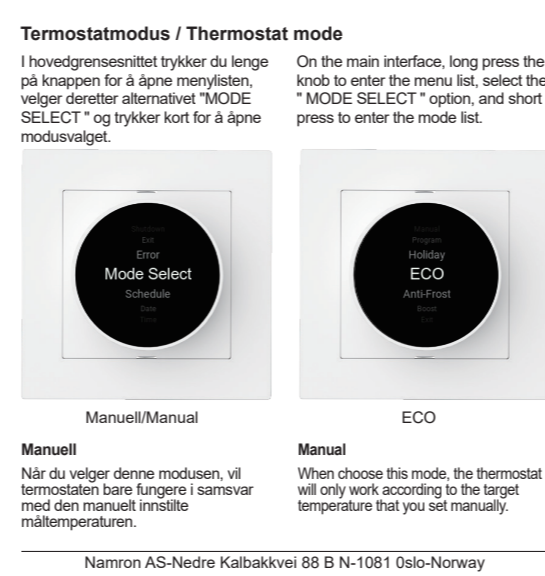 Termostatmodus / Thermostat mode
I hovedgrensesnittet trykker du lenge
på knappen for å åpne menylisten,
velger deretter alternativet "MODE
SELECT " og trykker kort for å åpne
modusvalget.
On the main interface, long press the
knob to enter the menu list, select the
" MODE SELECT " option, and short
press to enter the mode list.
Shutdown
Exit
Error
Mode Select
Schedule
Date
Time
Manual
Program
Holiday
ECO
Anti-Frost
Boost
Exit
Manuell/Manual
ECO
Manuell
Når du velger denne modusen, vil
termostaten bare fungere i samsvar
med den manuelt innstilte
måltemperaturen.
Manual
When choose this mode, the thermostat
will only work according to the target
temperature that you set manually.
Namron AS-Nedre Kalbakkvei 88 B N-1081 0slo-Norway